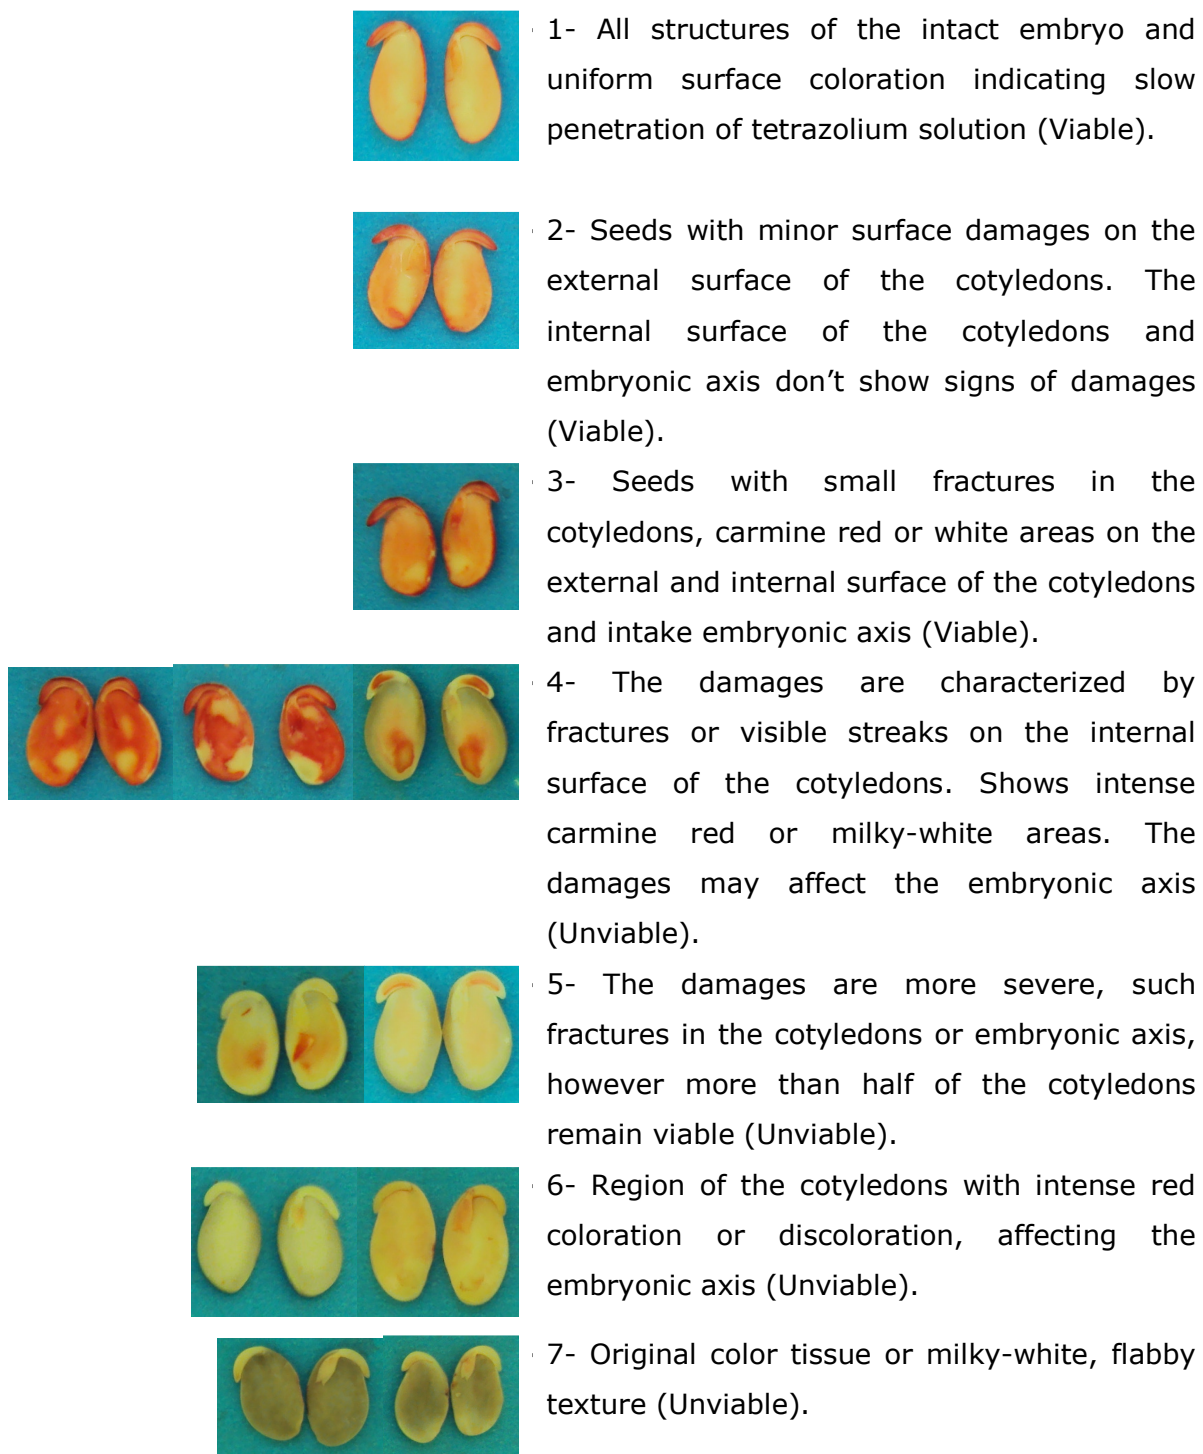 1- All structures of the intact embryo and
uniform surface coloration indicating slow
penetration of tetrazolium solution (Viable).
2- Seeds with minor surface damages on the
external surface of the cotyledons. The
internal surface of the cotyledons and
embryonic axis don’t show signs of damages
(Viable).
3- Seeds with small fractures in the
cotyledons, carmine red or white areas on the
external and internal surface of the cotyledons
and intake embryonic axis (Viable).
4- The damages are characterized by
fractures or visible streaks on the internal
surface of the cotyledons. Shows intense
carmine red or milky-white areas. The
damages may affect the embryonic axis
(Unviable).
5- The damages are more severe, such
fractures in the cotyledons or embryonic axis,
however more than half of the cotyledons
remain viable (Unviable).
6- Region of the cotyledons with intense red
coloration or discoloration, affecting the
embryonic axis (Unviable).
7- Original color tissue or milky-white, flabby
texture (Unviable).